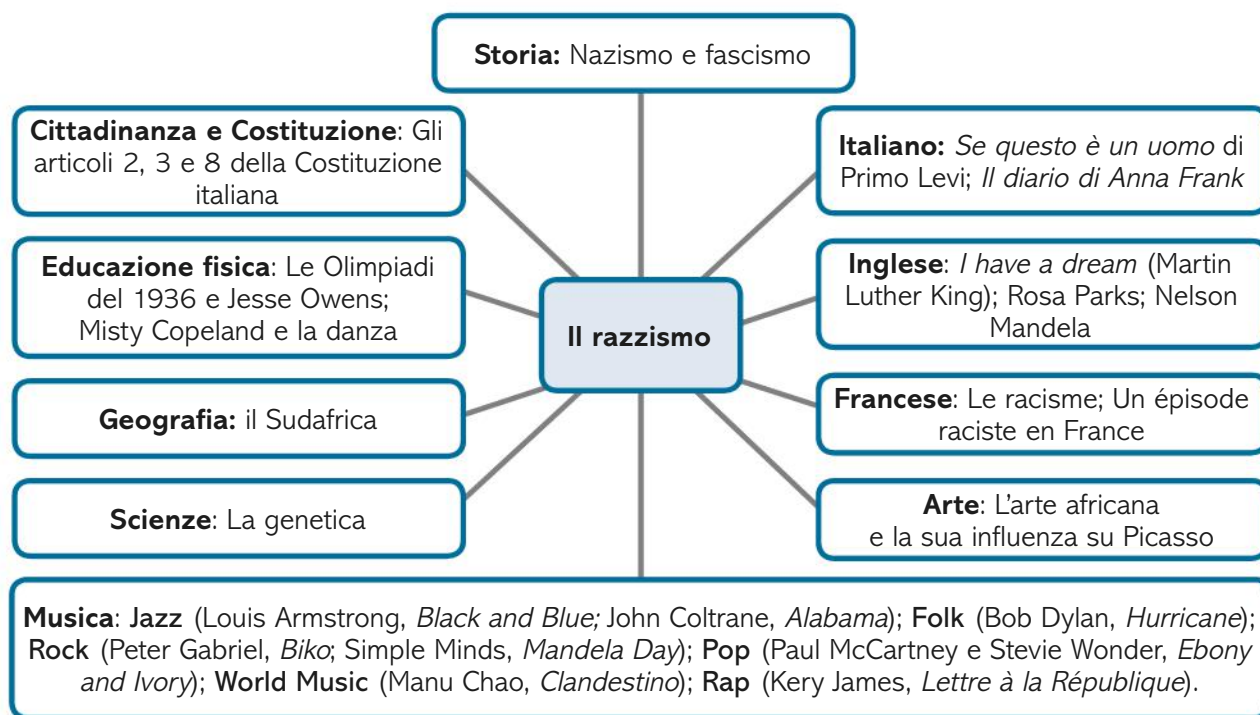 Storia: Nazismo e fascismo
Cittadinanza e Costituzione: Gli
articoli 2, 3 e 8 della Costituzione
italiana
Educazione fisica: Le Olimpiadi
del 1936 e Jesse Owens;
Misty Copeland e la danza
Geografia: il Sudafrica
Scienze: La genetica
Il razzismo
Italiano: Se questo è un uomo di
Primo Levi; Il diario di Anna Frank
Inglese: I have a dream (Martin
Luther King); Rosa Parks; Nelson
Mandela
Francese: Le racisme; Un épisode
raciste en France
Arte: L’arte africana
e la sua influenza su Picasso
Musica: Jazz (Louis Armstrong, Black and Blue; John Coltrane, Alabama); Folk (Bob Dylan, Hurricane);
Rock (Peter Gabriel, Biko; Simple Minds, Mandela Day); Pop (Paul McCartney e Stevie Wonder, Ebony
and Ivory); World Music (Manu Chao, Clandestino); Rap (Kery James, Lettre à la République).